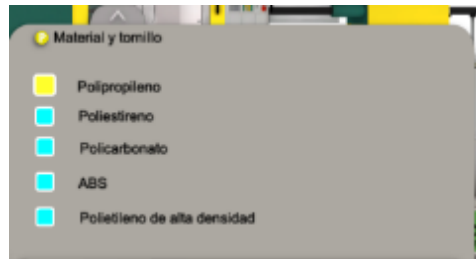 Material y tornillo
Polipropileno
Poliestireno
Policarbonato
ABS
Polietileno de alta densidad